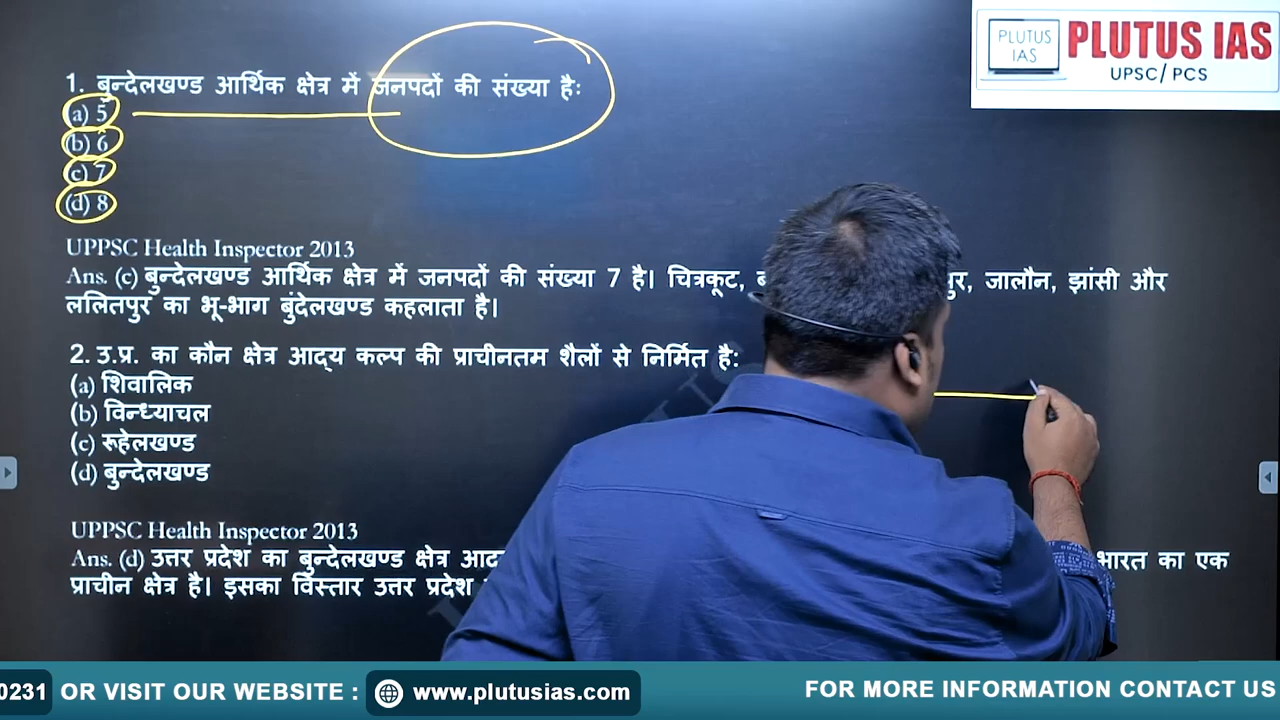 PLUTUS IAS
PLUTUS IAS
UPSC/ PCS
1. बुन्देलखण्ड आर्थिक क्षेत्र में जनपदों की संख्या है:
(a) 5
(b) 6
(c) 7
(d) 8
UPPSC Health Inspector 2013
Ans. (c) बुन्देलखण्ड आर्थिक क्षेत्र में जनपदों की संख्या 7 है। चित्रकूट, जालौन, झांसी और
ललितपुर का भू-भाग बुंदेलखण्ड कहलाता है।
2. उ.प्र. का कौन क्षेत्र आद्य कल्प की प्राचीनतम शैलों से निर्मित है:
(a) शिवालिक
(b) विन्ध्याचल
(c) रूहेलखण्ड
(d) बुन्देलखण्ड
UPPSC Health Inspector 2013
Ans. (d) उत्तर प्रदेश का बुन्देलखण्ड क्षेत्र भारत का एक
प्राचीन क्षेत्र है। इसका विस्तार उत्तर प्रदेश
0231 OR VISIT OUR WEBSITE : www.plutusias.com FOR MORE INFORMATION CONTACT US